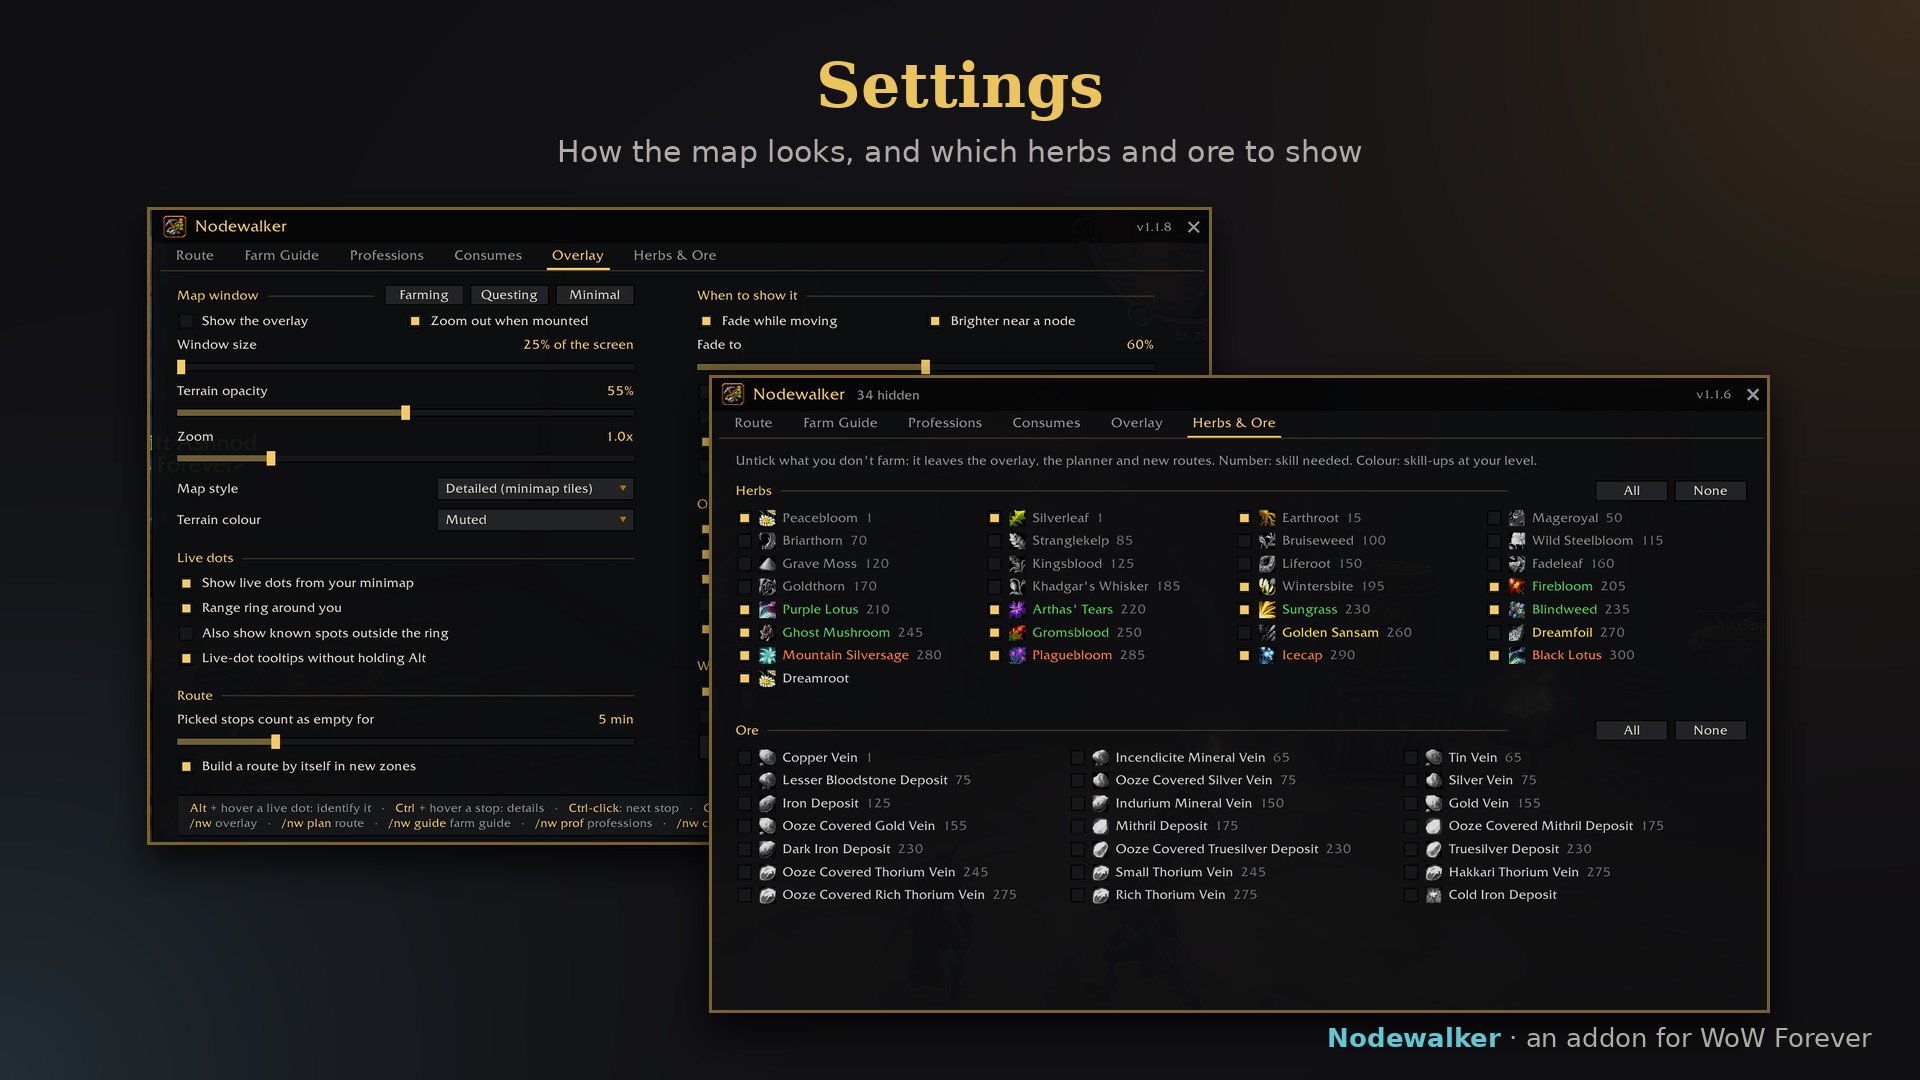 Settings
How the map looks, and which herbs and ore to show
Nodewalker v1.1.8
Route Farm Guide Professions Consumes Overlay Herbs & Ore
Map window Farming Questing Minimal
Show the overlay Zoom out when mounted
Window size 25% of the screen
Terrain opacity 55%
Zoom 1.0x
Map style Detailed (minimap tiles)
Terrain colour Muted
Live dots
Show live dots from your minimap
Range ring around you
Also show known spots outside the ring
Live-dot tooltips without holding Alt
Route
Picked stops count as empty for 5 min
Build a route by itself in new zones
Alt + hover a live dot: identify it · Ctrl + hover a stop: details · Ctrl-click: next stop ·
/nw overlay · /nw plan route · /nw guide farm guide · /nw prof professions ·
When to show it
Fade while moving Brighter near a node
Fade to 60%
Nodewalker 34 hidden v1.1.6
Route Farm Guide Professions Consumes Overlay Herbs & Ore
Untick what you don't farm: it leaves the overlay, the planner and new routes. Number: skill needed. Colour: skill-ups at your level.
Herbs All None
Peacebloom 1 Silverleaf 1 Earthroot 15 Mageroyal 50
Briarthorn 70 Stranglekelp 85 Bruiseweed 100 Wild Steelbloom 115
Grave Moss 120 Kingsblood 125 Liferoot 150 Fadeleaf 160
Goldthorn 170 Khadgar's Whisker 185 Wintersbite 195 Firebloom 205
Purple Lotus 210 Arthas' Tears 220 Sungrass 230 Blindweed 235
Ghost Mushroom 245 Gromsblood 250 Golden Sansam 260 Dreamfoil 270
Mountain Silversage 280 Plaguebloom 285 Icecap 290 Black Lotus 300
Dreamroot
Ore All None
Copper Vein 1 Incendicite Mineral Vein 65 Tin Vein 65
Lesser Bloodstone Deposit 75 Ooze Covered Silver Vein 75 Silver Vein 75
Iron Deposit 125 Indurium Mineral Vein 150 Gold Vein 155
Ooze Covered Gold Vein 155 Mithril Deposit 175 Ooze Covered Mithril Deposit 175
Dark Iron Deposit 230 Ooze Covered Truesilver Deposit 230 Truesilver Deposit 230
Ooze Covered Thorium Vein 245 Small Thorium Vein 245 Hakkari Thorium Vein 275
Ooze Covered Rich Thorium Vein 275 Rich Thorium Vein 275 Cold Iron Deposit
Nodewalker · an addon for WoW Forever